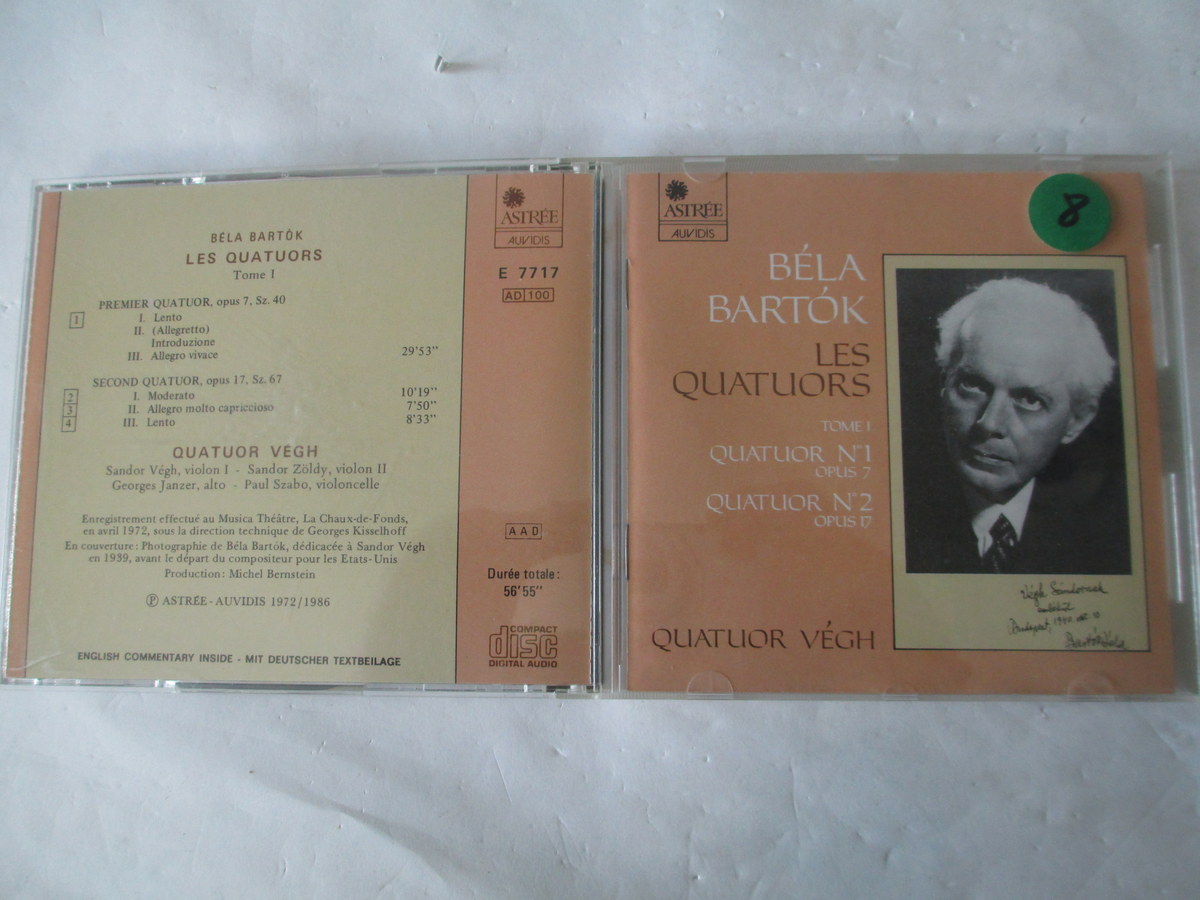 BÉLA BARTÓK
LES QUATUORS
Tome I
PREMIER QUATUOR, opus 7, Sz. 40
1
I. Lento
II. (Allegretto)
Introduzione
III. Allegro vivace 29'53"
SECOND QUATUOR, opus 17, Sz. 67
2 I. Moderato 10'19"
3 II. Allegro molto capriccioso 7'50"
4 III. Lento 8'33"
QUATUOR VÉGH
Sandor Végh, violon I - Sandor Zöldy, violon II
Georges Janzer, alto - Paul Szabo, violoncelle
Enregistrement effectué au Musica Théâtre, La Chaux-de-Fonds,
en avril 1972, sous la direction technique de Georges Kisselhoff
En couverture: Photographie de Béla Bartók, dédicacée à Sandor Végh
en 1939, avant le départ du compositeur pour les Etats-Unis
Production: Michel Bernstein
Ⓟ ASTRÉE-AUVIDIS 1972/1986
ENGLISH COMMENTARY INSIDE - MIT DEUTSCHER TEXTBEILAGE
ASTRÉE
AUVIDIS
E 7717
AD 100
AAD
Durée totale:
56'55"
COMPACT
disc
DIGITAL AUDIO
ASTRÉE
AUVIDIS
8
BÉLA
BARTÓK
LES
QUATUORS
TOME I
QUATUOR N°1
OPUS 7
QUATUOR N°2
OPUS 17
QUATUOR VÉGH
Végh Sándornak
Budapest,
Bartók Béla